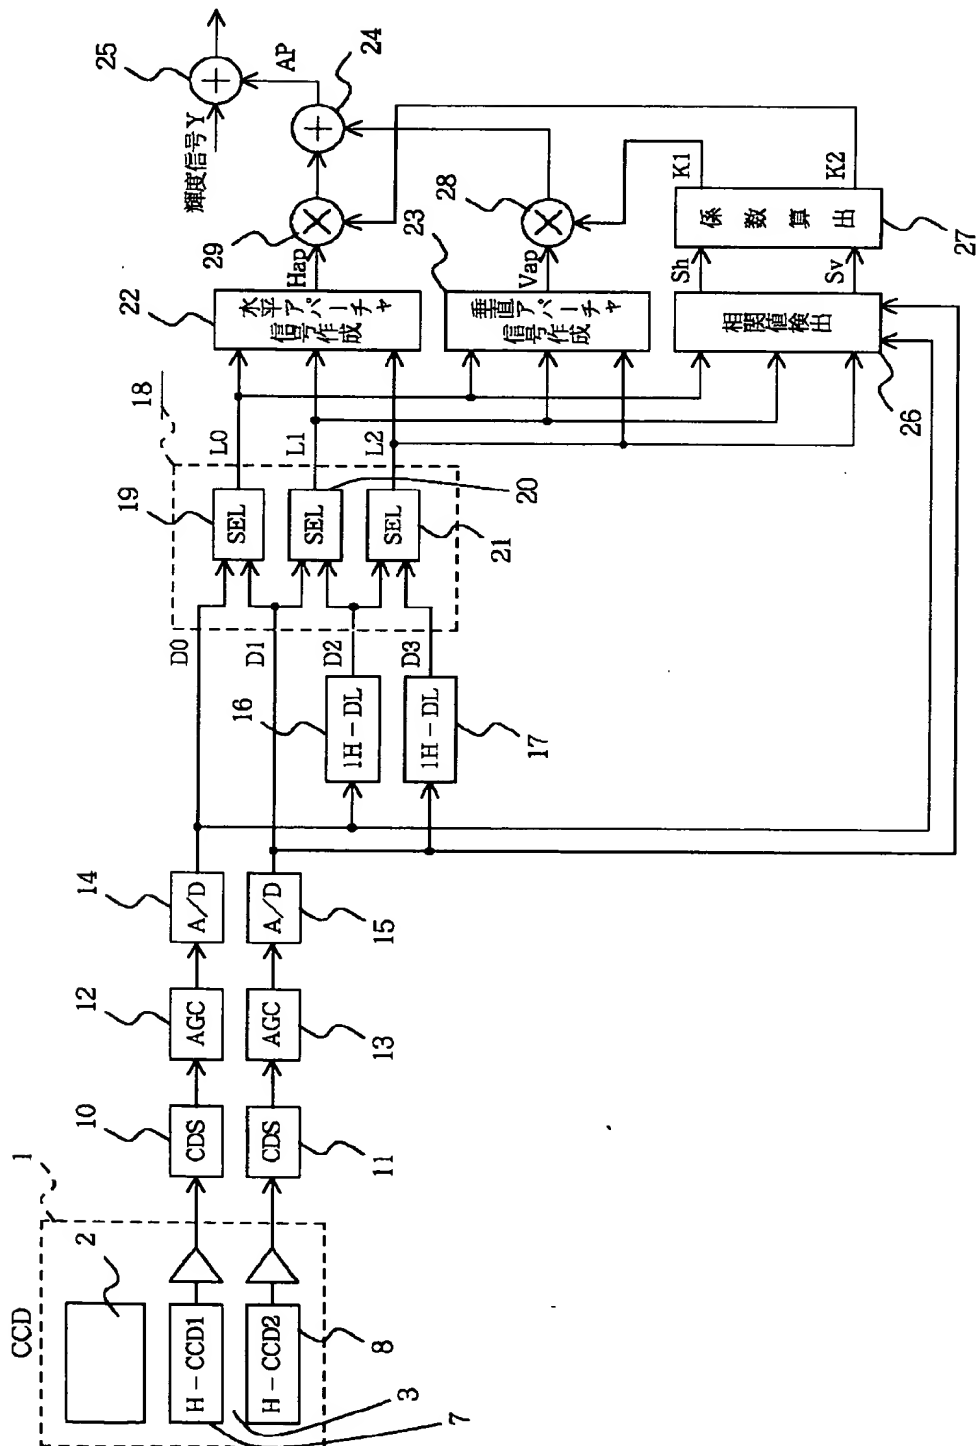 CCD
1
2
H-CCD1
H-CCD2
3
7
8
10
CDS
CDS
11
12
AGC
AGC
13
14
A/D
A/D
15
16
1H-DL
1H-DL
17
D0
D1
D2
D3
18
19
SEL
SEL
20
SEL
21
L0
L1
L2
22
水平アパーチャ
信号作成
23
垂直アパーチャ
信号作成
相関値検出
26
Hap
Vap
Sh
Sv
29
28
係数算出
27
K1
K2
輝度信号Y
25
AP
24